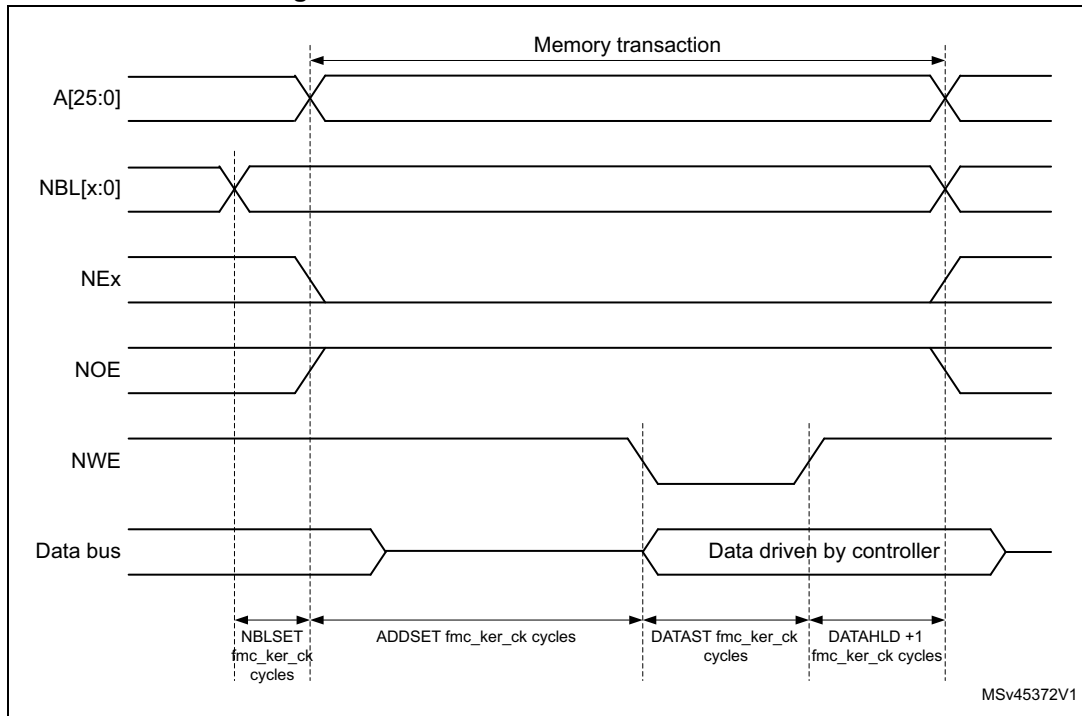 Memory transaction
A[25:0]
NBL[x:0]
NEx
NOE
NWE
Data bus
Data driven by controller
NBLSET
fmc_ker_ck
cycles
ADDSET fmc_ker_ck cycles
DATAST fmc_ker_ck
cycles
DATAHLD +1
fmc_ker_ck cycles
MSv45372V1